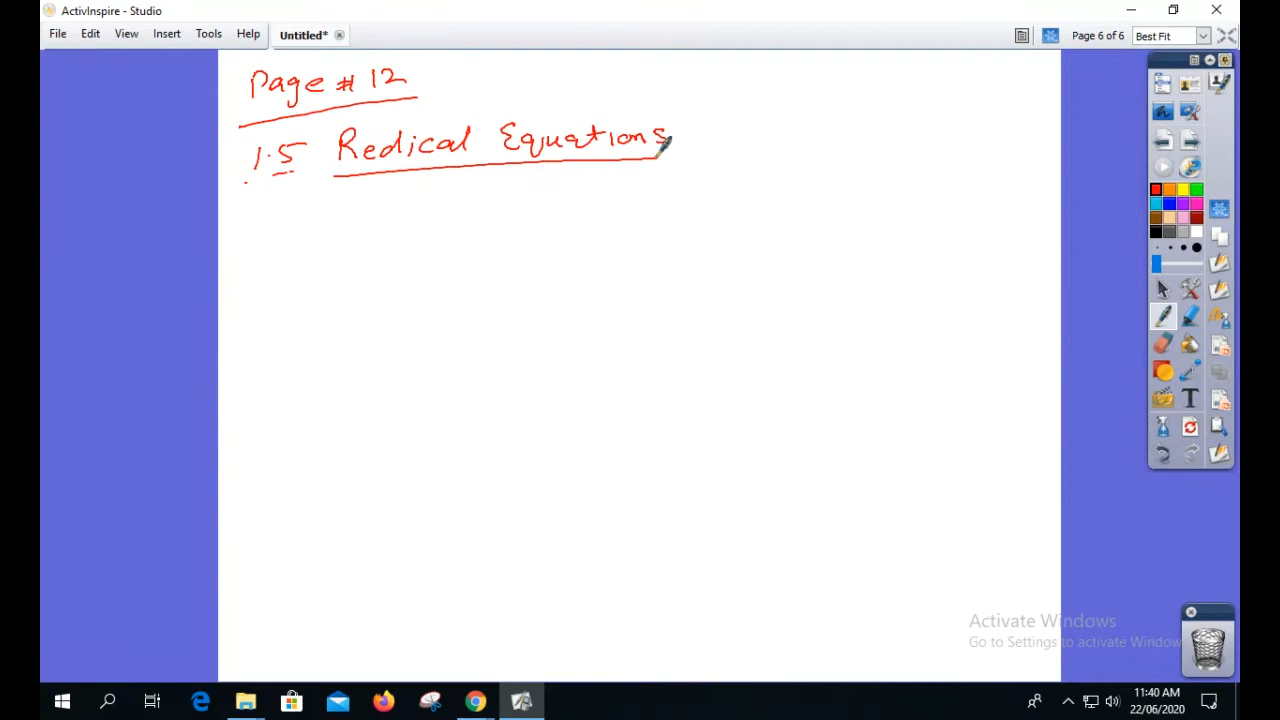 ActivInspire - Studio
File Edit View Insert Tools Help Untitled* Page 6 of 6 Best Fit
Page # 12
1.5 Redical Equations
Activate Windows
Go to Settings to activate Window
11:40 AM
22/06/2020